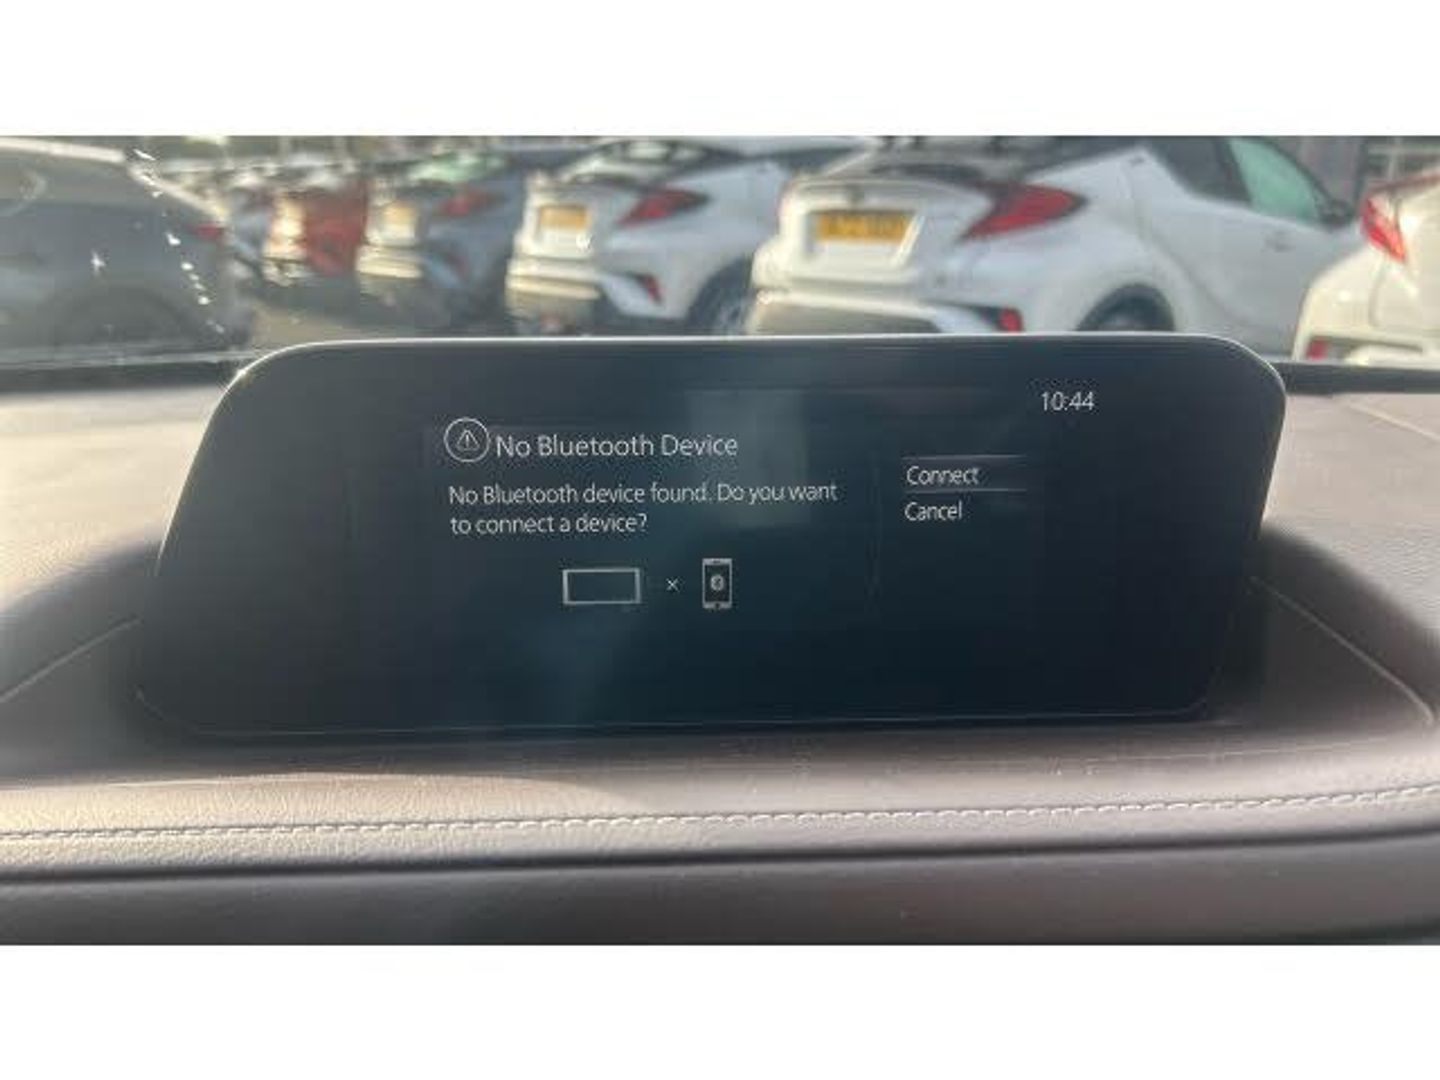 10:44
No Bluetooth Device
No Bluetooth device found. Do you want
to connect a device?
Connect
Cancel